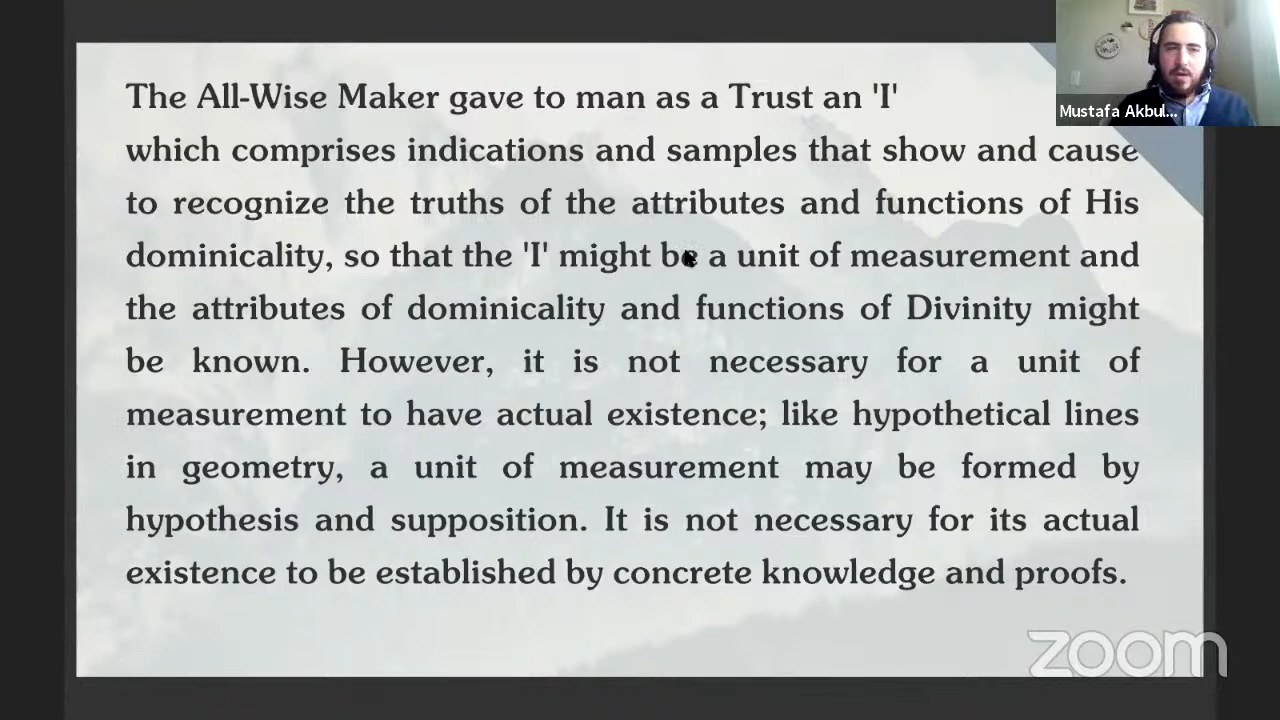 The All-Wise Maker gave to man as a Trust an 'I'
which comprises indications and samples that show and cause
to recognize the truths of the attributes and functions of His
dominicality, so that the 'I' might be a unit of measurement and
the attributes of dominicality and functions of Divinity might
be known. However, it is not necessary for a unit of
measurement to have actual existence; like hypothetical lines
in geometry, a unit of measurement may be formed by
hypothesis and supposition. It is not necessary for its actual
existence to be established by concrete knowledge and proofs.
Mustafa Akbul...
zoom